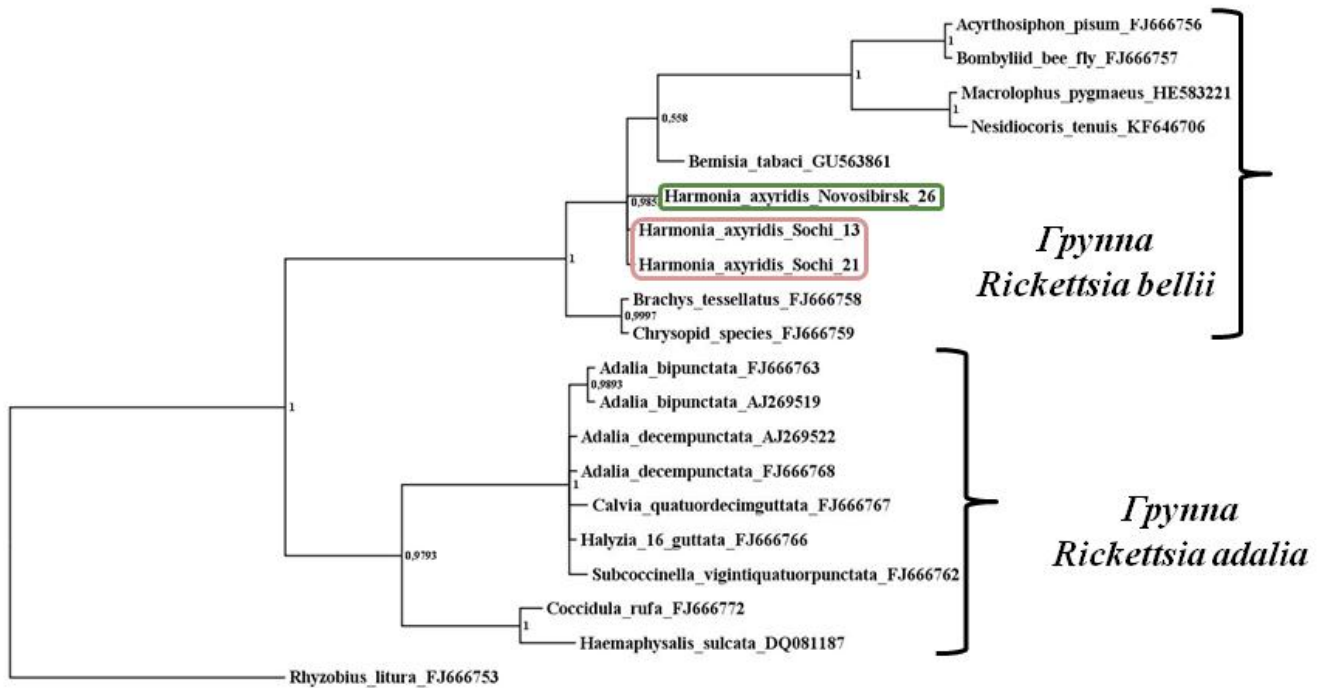 Acyrthosiphon_pisum_FJ666756
1
Bombyliid_bee_fly_FJ666757
1
Macrolophus_pygmaeus_HE583221
1
Nesidiocoris_tenuis_KF646706
0,558
Bemisia_tabaci_GU563861
Harmonia_axyridis_Novosibirsk_26
0,985
Harmonia_axyridis_Sochi_13
Harmonia_axyridis_Sochi_21
1
Группа
Rickettsia bellii
Brachys_tessellatus_FJ666758
0,9997
Chrysopid_species_FJ666759
Adalia_bipunctata_FJ666763
0,9893
Adalia_bipunctata_AJ269519
1
Adalia_decempunctata_AJ269522
Adalia_decempunctata_FJ666768
1
Calvia_quatuordecimguttata_FJ666767
Halyzia_16_guttata_FJ666766
0,9793
Subcoccinella_vigintiquatuorpunctata_FJ666762
Группа
Rickettsia adalia
Coccidula_rufa_FJ666772
1
Haemaphysalis_sulcata_DQ081187
Rhyzobius_litura_FJ666753